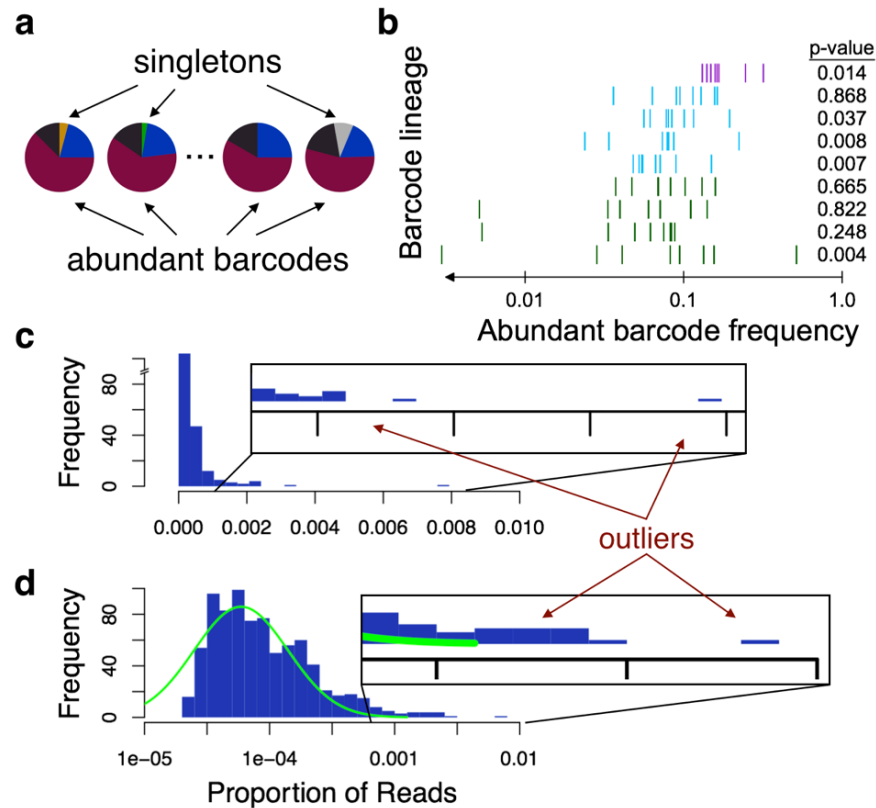 a
singletons
...
abundant barcodes
b
Barcode lineage
p-value
0.014
0.868
0.037
0.008
0.007
0.665
0.822
0.248
0.004
0.01 0.1 1.0
Abundant barcode frequency
c
Frequency
80
40
0
0.000 0.002 0.004 0.006 0.008 0.010
outliers
d
Frequency
80
40
0
1e-05 1e-04 0.001 0.01
Proportion of Reads